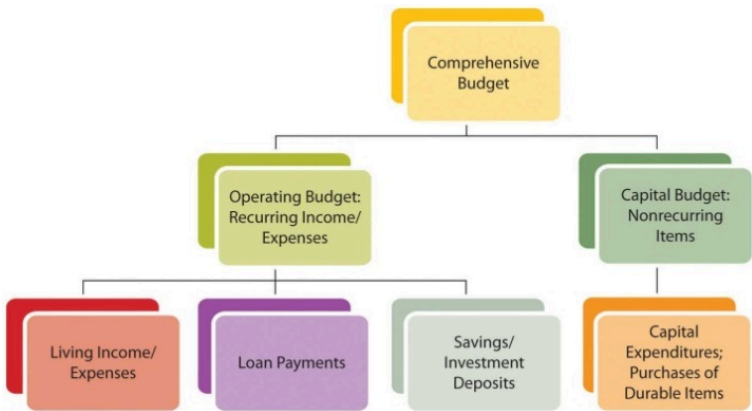 Comprehensive
Budget
Operating Budget:
Recurring Income/
Expenses
Capital Budget:
Nonrecurring
Items
Living Income/
Expenses
Loan Payments
Savings/
Investment
Deposits
Capital
Expenditures;
Purchases of
Durable Items